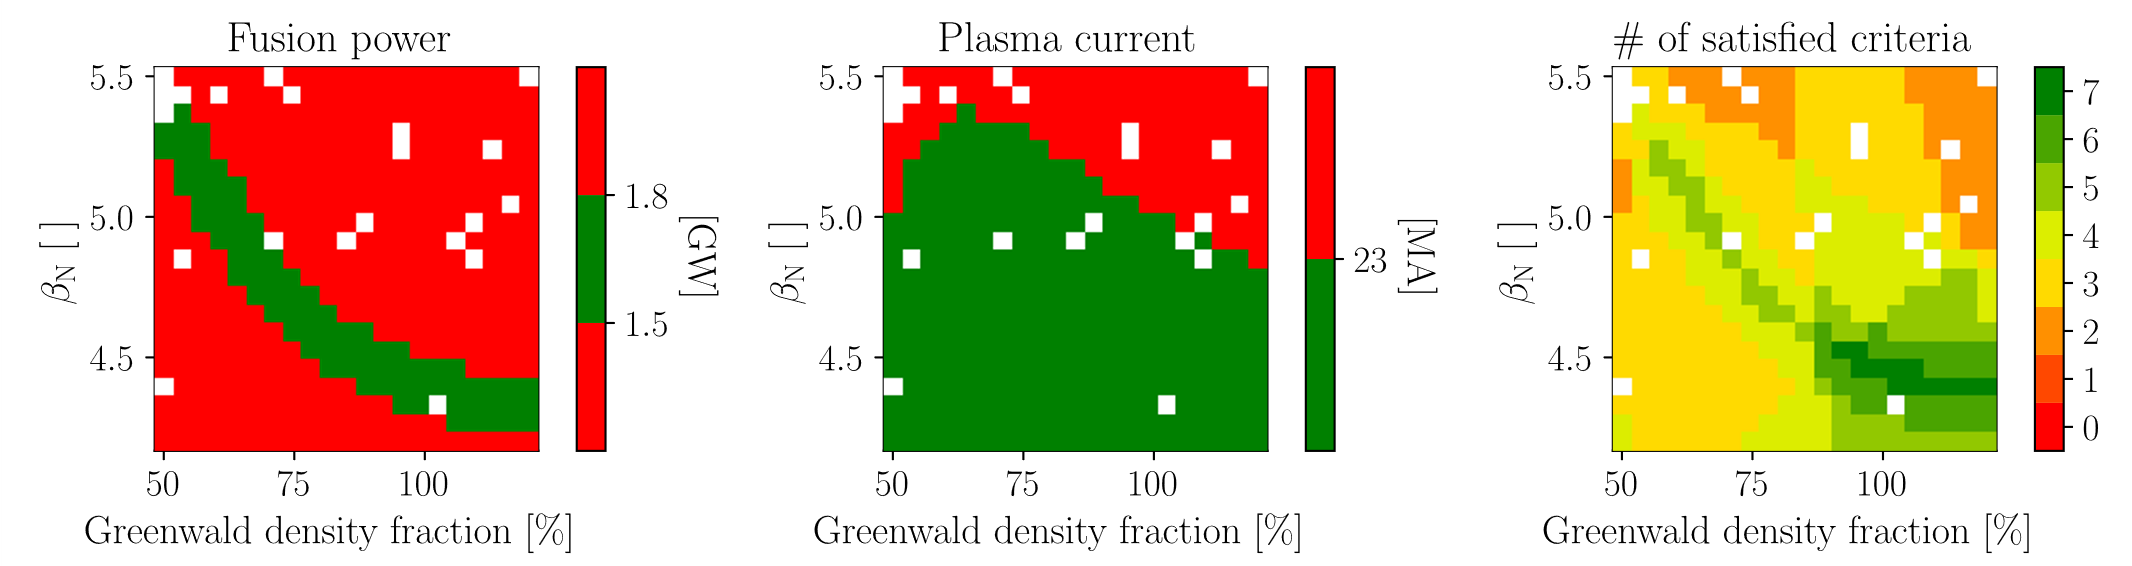 Fusion power
5.5
5.0
4.5
β_N [ ]
50 75 100
Greenwald density fraction [%]
1.8
1.5
[GW]
Plasma current
5.5
5.0
4.5
β_N [ ]
50 75 100
Greenwald density fraction [%]
23
[MA]
# of satisfied criteria
5.5
5.0
4.5
β_N [ ]
50 75 100
Greenwald density fraction [%]
7
6
5
4
3
2
1
0